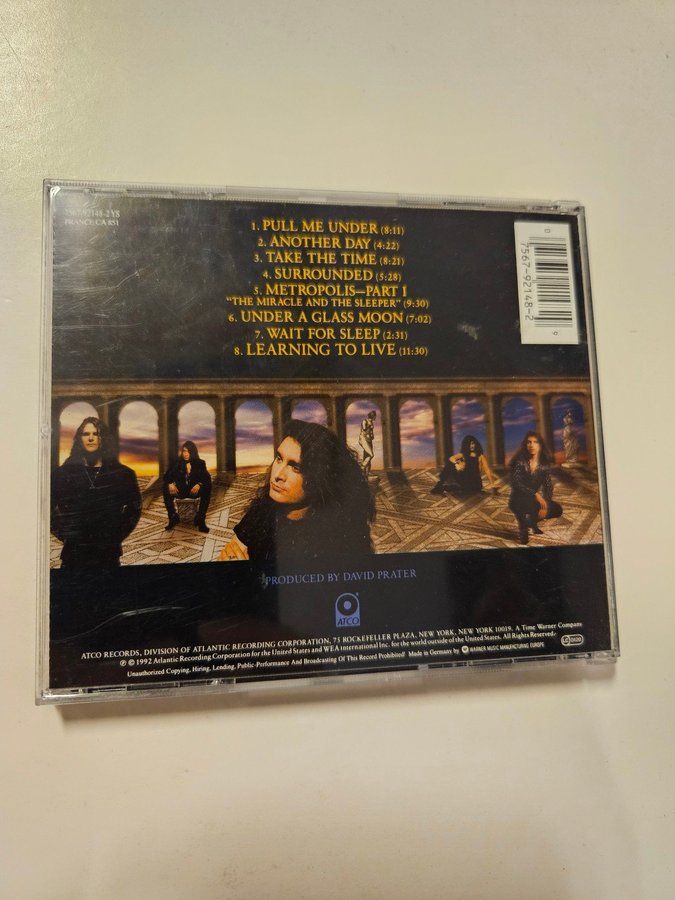 7567-92148-2 YS
FRANCE: CA 851
1. PULL ME UNDER (8:11)
2. ANOTHER DAY (4:22)
3. TAKE THE TIME (8:21)
4. SURROUNDED (5:28)
5. METROPOLIS—PART 1
"THE MIRACLE AND THE SLEEPER" (9:30)
6. UNDER A GLASS MOON (7:02)
7. WAIT FOR SLEEP (2:31)
8. LEARNING TO LIVE (11:30)
0 7567-92148-2 9
PRODUCED BY DAVID PRATER
ATCO
ATCO RECORDS, DIVISION OF ATLANTIC RECORDING CORPORATION, 75 ROCKEFELLER PLAZA, NEW YORK, NEW YORK 10019. A Time Warner Company
℗ © 1992 Atlantic Recording Corporation for the United States and WEA International Inc. for the world outside of the United States. All Rights Reserved.
Unauthorized Copying, Hiring, Lending, Public-Performance And Broadcasting Of This Record Prohibited! Made in Germany by WARNER MUSIC MANUFACTURING EUROPE